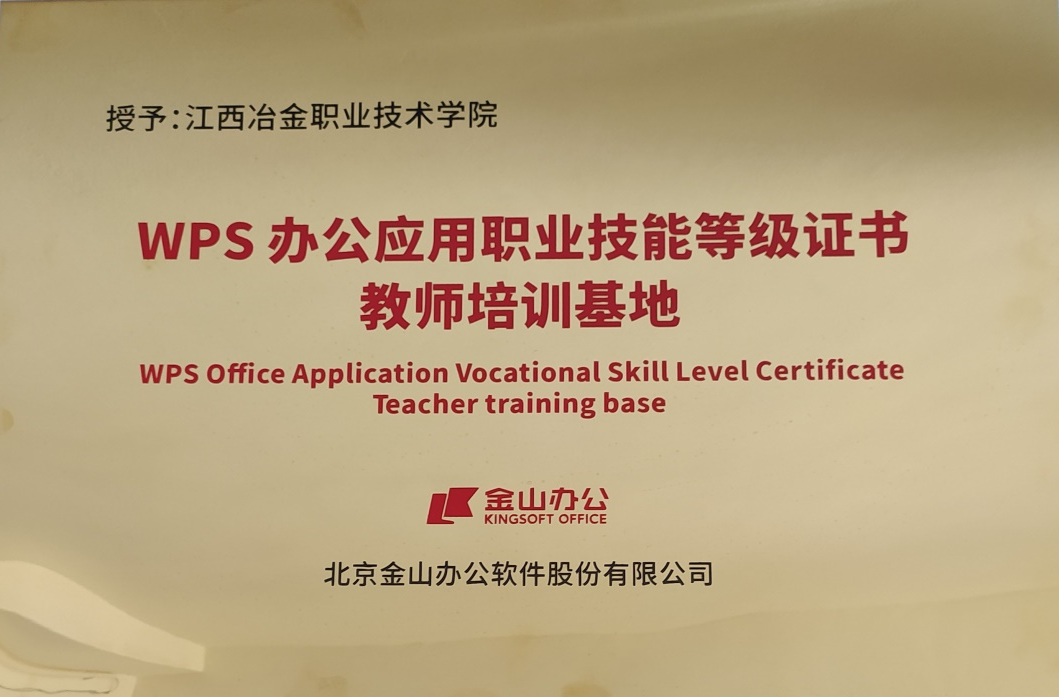 授予：江西冶金职业技术学院
WPS 办公应用职业技能等级证书
教师培训基地
WPS Office Application Vocational Skill Level Certificate
Teacher training base
金山办公
KINGSOFT OFFICE
北京金山办公软件股份有限公司